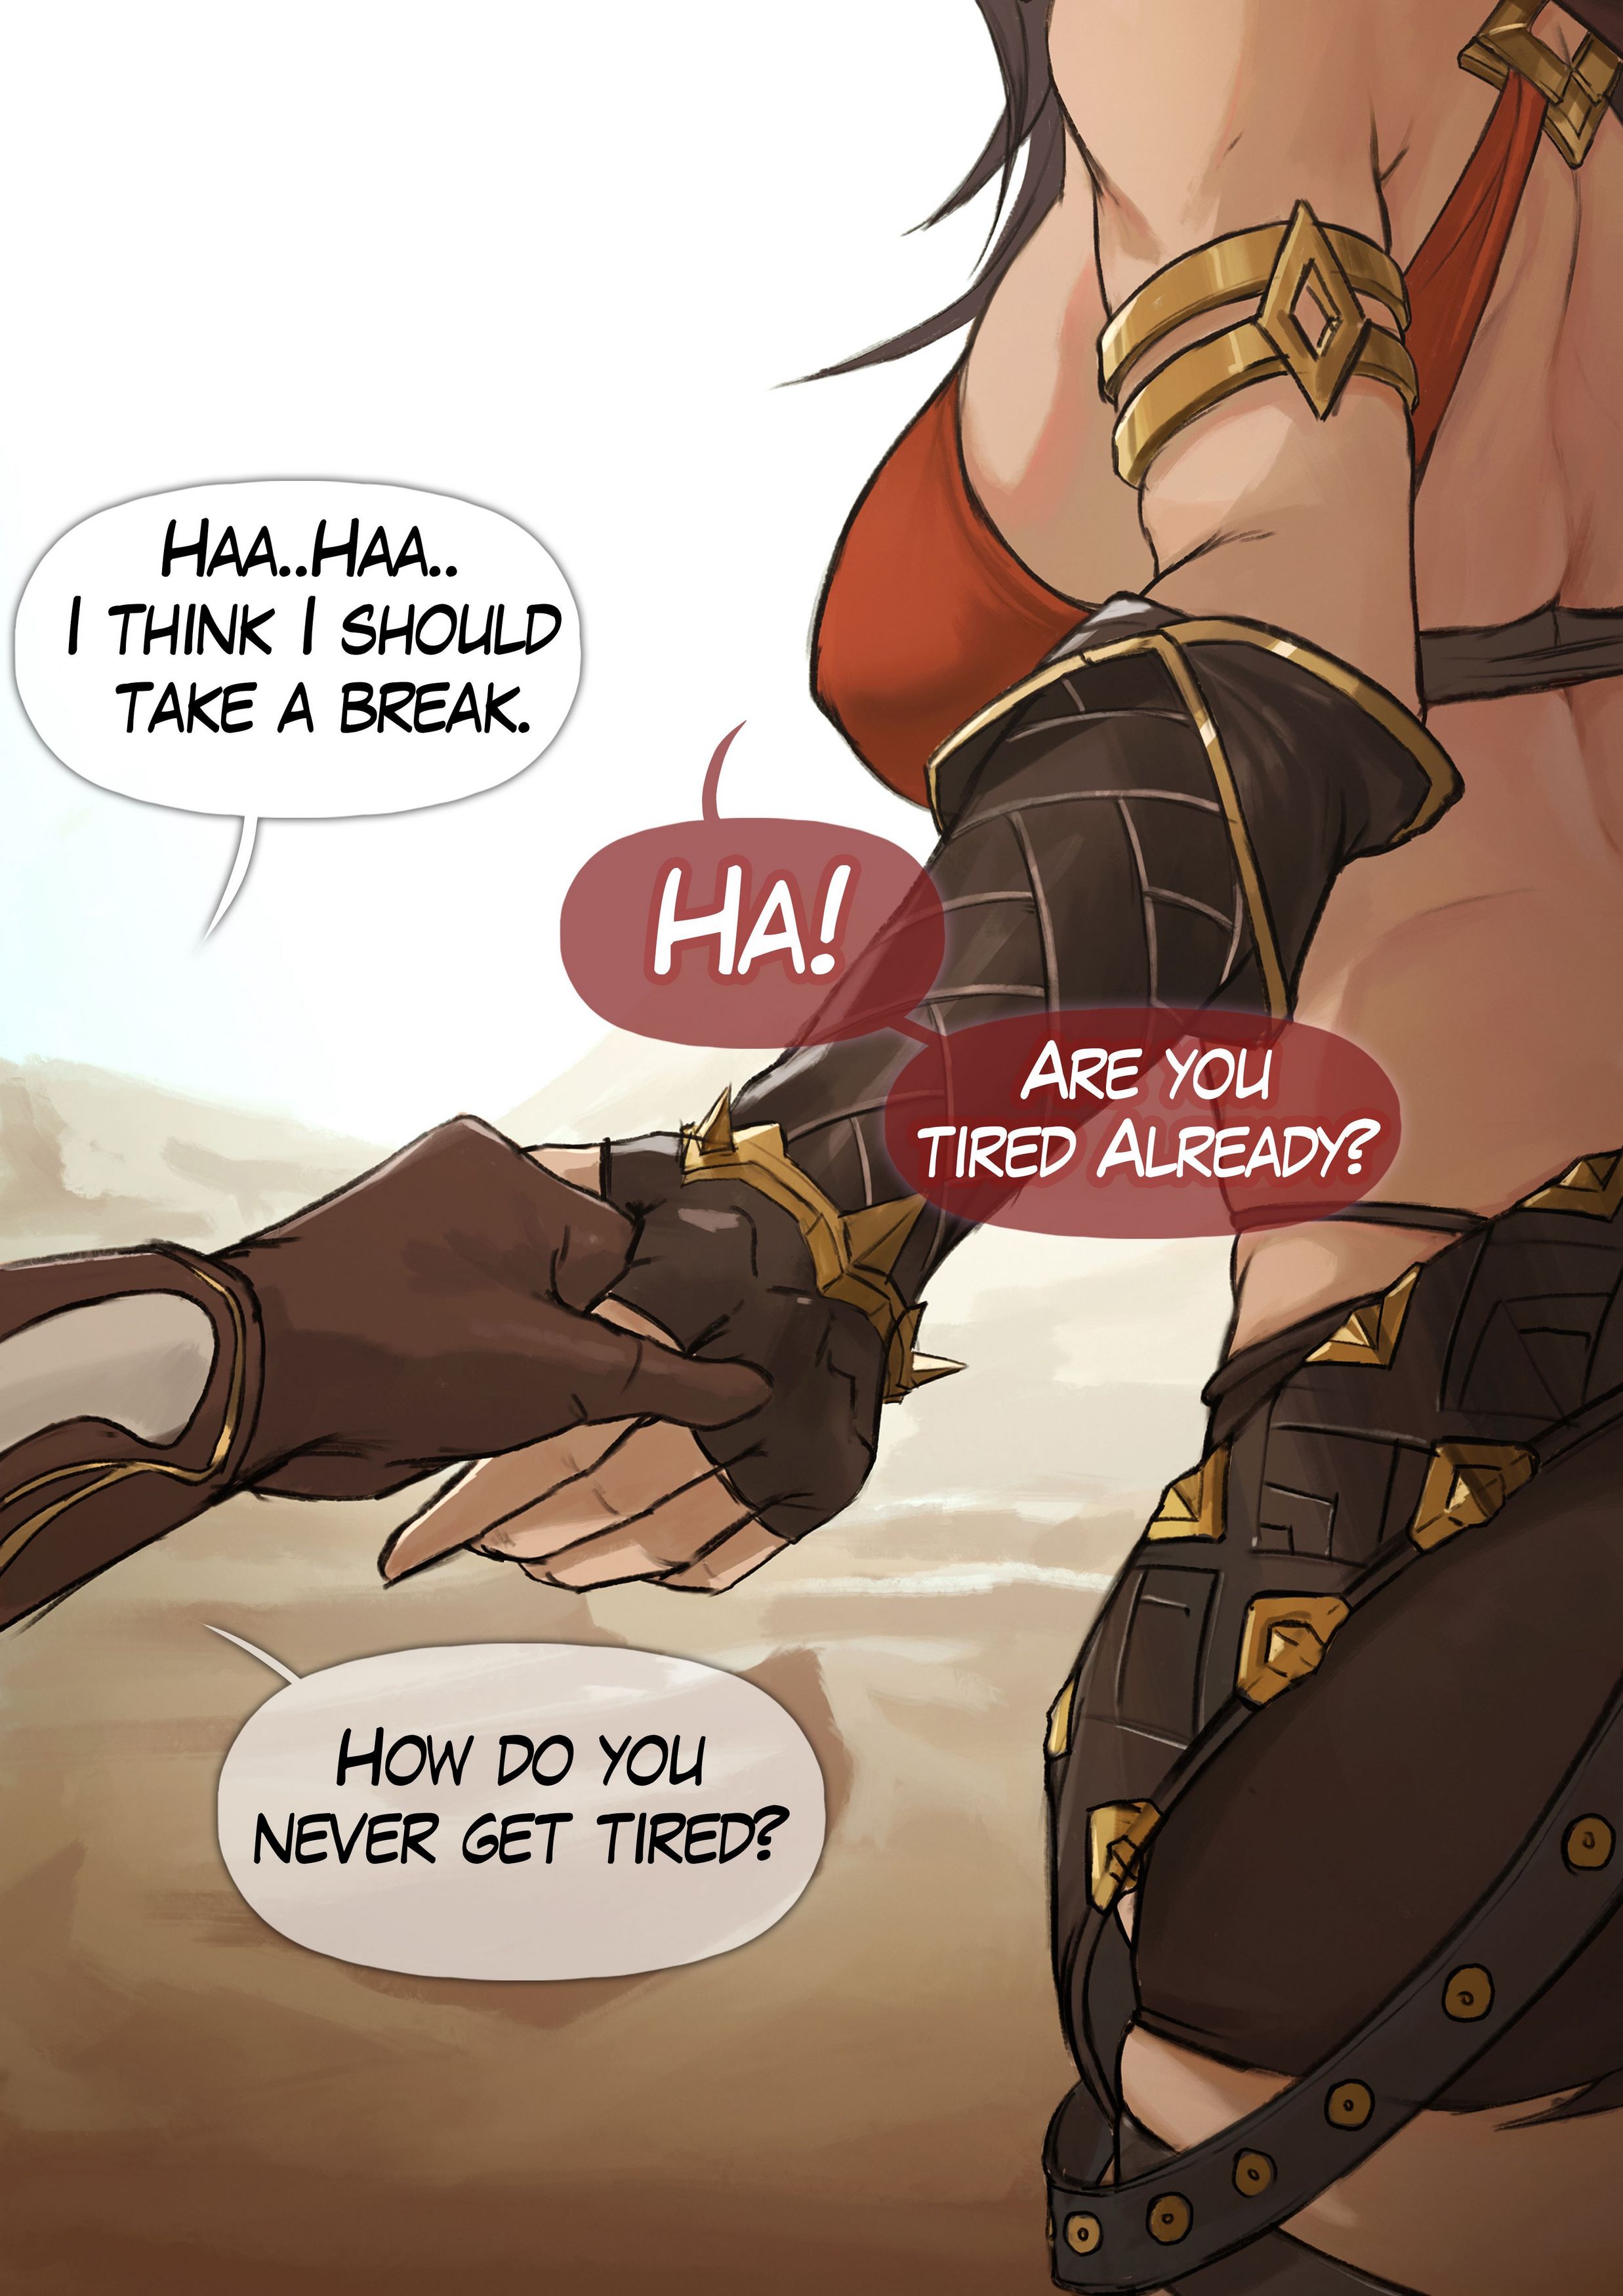 HAA..HAA..
I THINK I SHOULD
TAKE A BREAK.
HA!
ARE YOU
TIRED ALREADY?
HOW DO YOU
NEVER GET TIRED?